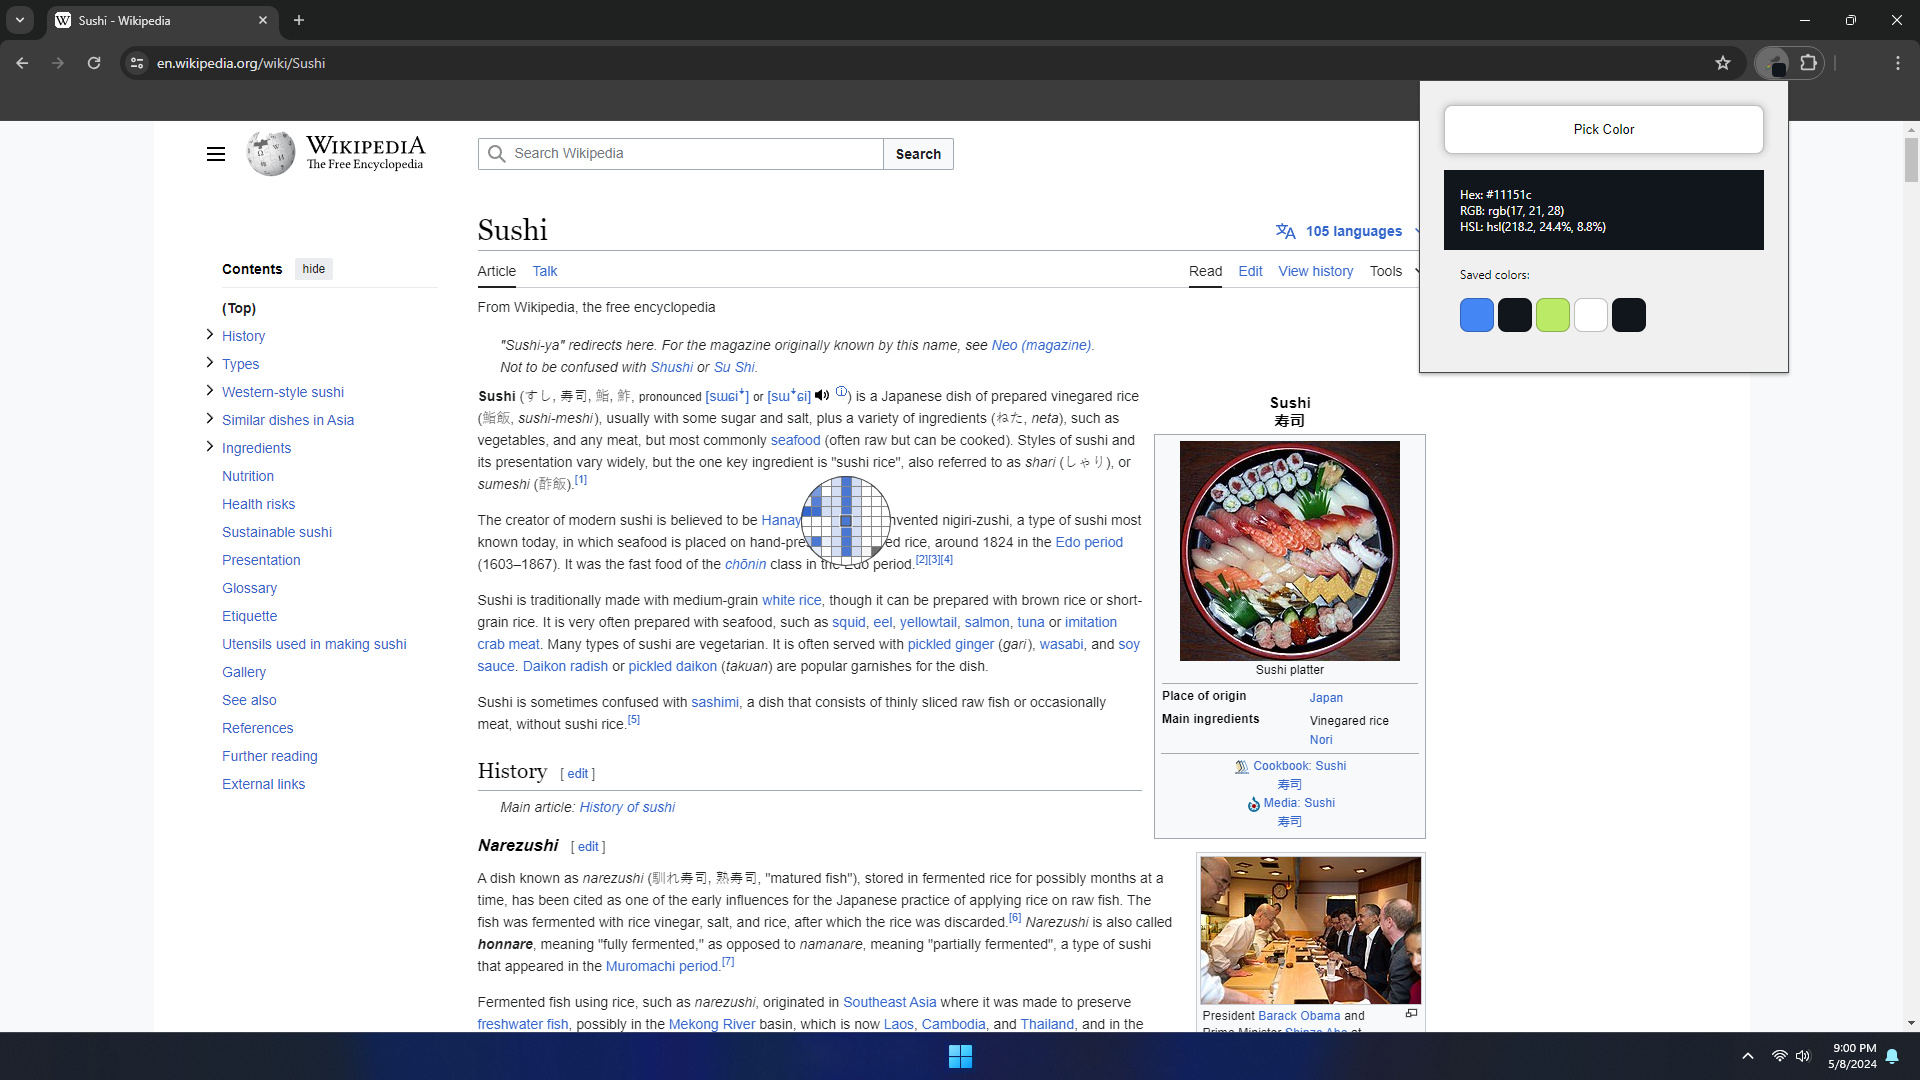 Sushi - Wikipedia
en.wikipedia.org/wiki/Sushi
Pick Color
Hex: #11151c
RGB: rgb(17, 21, 28)
HSL: hsl(218.2, 24.4%, 8.8%)
Saved colors:
WIKIPEDIA
The Free Encyclopedia
Search Wikipedia
Search
Sushi
105 languages
Contents hide
Article Talk
Read Edit View history Tools
(Top)
History
Types
Western-style sushi
Similar dishes in Asia
Ingredients
Nutrition
Health risks
Sustainable sushi
Presentation
Glossary
Etiquette
Utensils used in making sushi
Gallery
See also
References
Further reading
External links
From Wikipedia, the free encyclopedia
"Sushi-ya" redirects here. For the magazine originally known by this name, see Neo (magazine).
Not to be confused with Shushi or Su Shi.
Sushi (すし, 寿司, 鮨, 鮓, pronounced [sɯɕiꜜ] or [sɯꜜɕi] ⓘ) is a Japanese dish of prepared vinegared rice
(鮨飯, sushi-meshi), usually with some sugar and salt, plus a variety of ingredients (ねた, neta), such as
vegetables, and any meat, but most commonly seafood (often raw but can be cooked). Styles of sushi and
its presentation vary widely, but the one key ingredient is "sushi rice", also referred to as shari (しゃり), or
sumeshi (酢飯).[1]
The creator of modern sushi is believed to be Hanay nvented nigiri-zushi, a type of sushi most
known today, in which seafood is placed on hand-pre ed rice, around 1824 in the Edo period
(1603–1867). It was the fast food of the chōnin class in the Edo period.[2][3][4]
Sushi is traditionally made with medium-grain white rice, though it can be prepared with brown rice or short-
grain rice. It is very often prepared with seafood, such as squid, eel, yellowtail, salmon, tuna or imitation
crab meat. Many types of sushi are vegetarian. It is often served with pickled ginger (gari), wasabi, and soy
sauce. Daikon radish or pickled daikon (takuan) are popular garnishes for the dish.
Sushi is sometimes confused with sashimi, a dish that consists of thinly sliced raw fish or occasionally
meat, without sushi rice.[5]
History [ edit ]
Main article: History of sushi
Narezushi [ edit ]
A dish known as narezushi (馴れ寿司, 熟寿司, "matured fish"), stored in fermented rice for possibly months at a
time, has been cited as one of the early influences for the Japanese practice of applying rice on raw fish. The
fish was fermented with rice vinegar, salt, and rice, after which the rice was discarded.[6] Narezushi is also called
honnare, meaning "fully fermented," as opposed to namanare, meaning "partially fermented", a type of sushi
that appeared in the Muromachi period.[7]
Fermented fish using rice, such as narezushi, originated in Southeast Asia where it was made to preserve
freshwater fish, possibly in the Mekong River basin, which is now Laos, Cambodia, and Thailand, and in the
Sushi
寿司
Sushi platter
Place of origin Japan
Main ingredients Vinegared rice
Nori
Cookbook: Sushi
寿司
Media: Sushi
寿司
President Barack Obama and
Prime Minister Shinzo Abe at
9:00 PM
5/8/2024